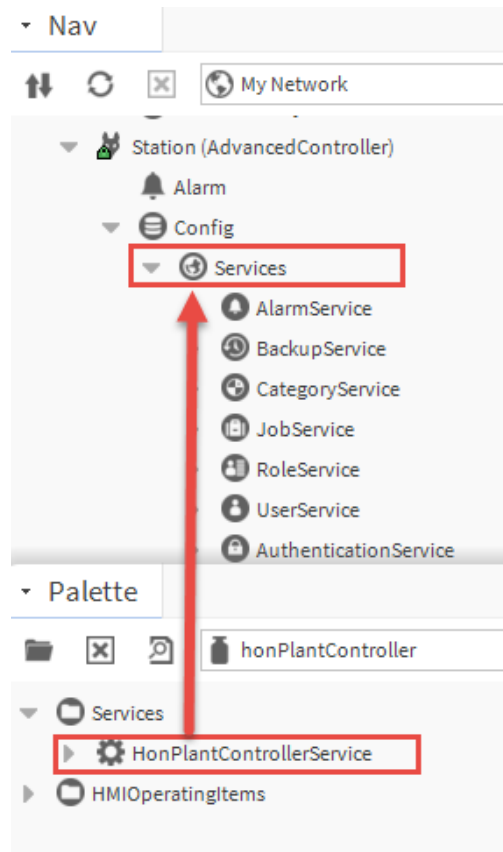 Nav
My Network
Station (AdvancedController)
Alarm
Config
Services
AlarmService
BackupService
CategoryService
JobService
RoleService
UserService
AuthenticationService
Palette
honPlantController
Services
HonPlantControllerService
HMIOperatingItems